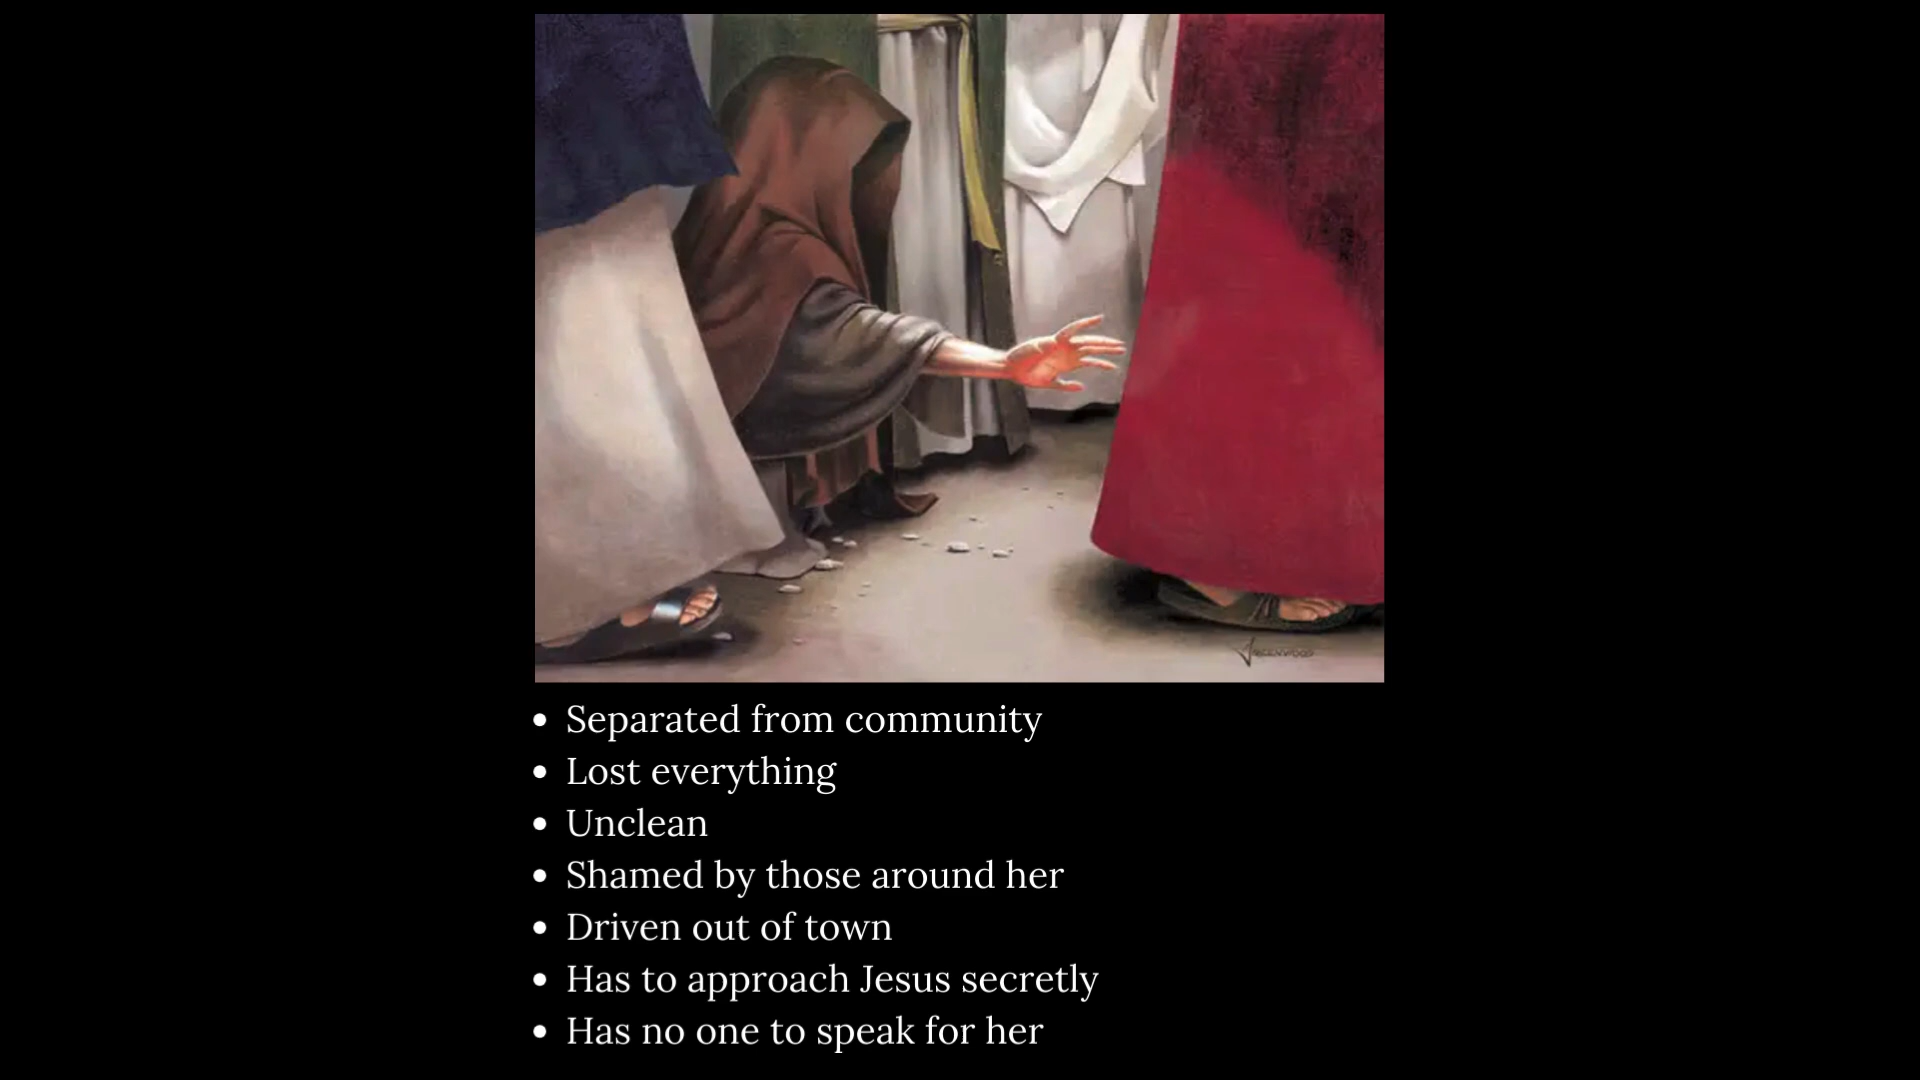 • Separated from community
• Lost everything
• Unclean
• Shamed by those around her
• Driven out of town
• Has to approach Jesus secretly
• Has no one to speak for her